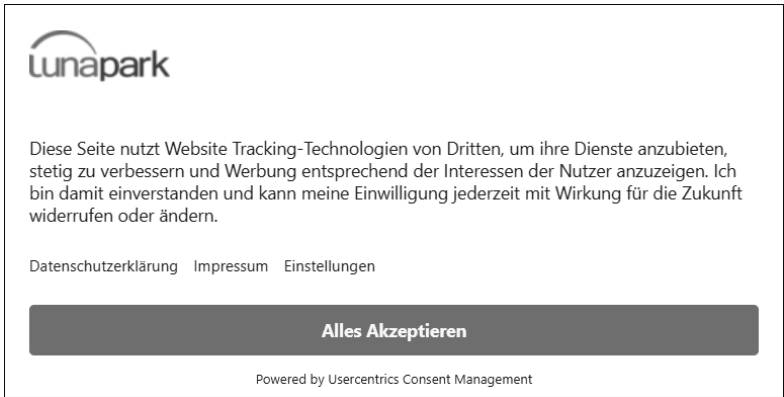 Lunapark
Diese Seite nutzt Website Tracking-Technologien von Dritten, um ihre Dienste anzubieten,
stetig zu verbessern und Werbung entsprechend der Interessen der Nutzer anzuzeigen. Ich
bin damit einverstanden und kann meine Einwilligung jederzeit mit Wirkung für die Zukunft
widerrufen oder ändern.
Datenschutzerklärung Impressum Einstellungen
Alles Akzeptieren
Powered by Usercentrics Consent Management